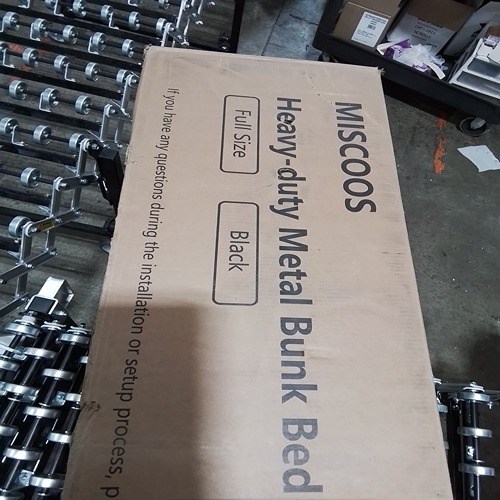 MISCOOS
Heavy-duty Metal Bunk Bed
Full Size
Black
If you have any questions during the installation or setup process, p